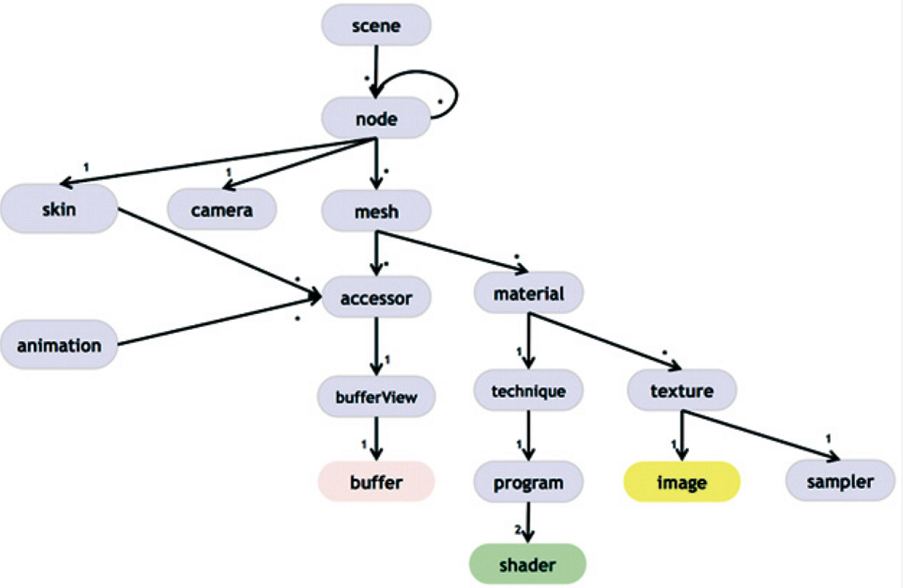 scene
*
node
*
1
1
*
skin
camera
mesh
*
*
*
*
accessor
material
animation
1
1
*
bufferView
technique
texture
1
1
1
1
buffer
program
image
sampler
2
shader